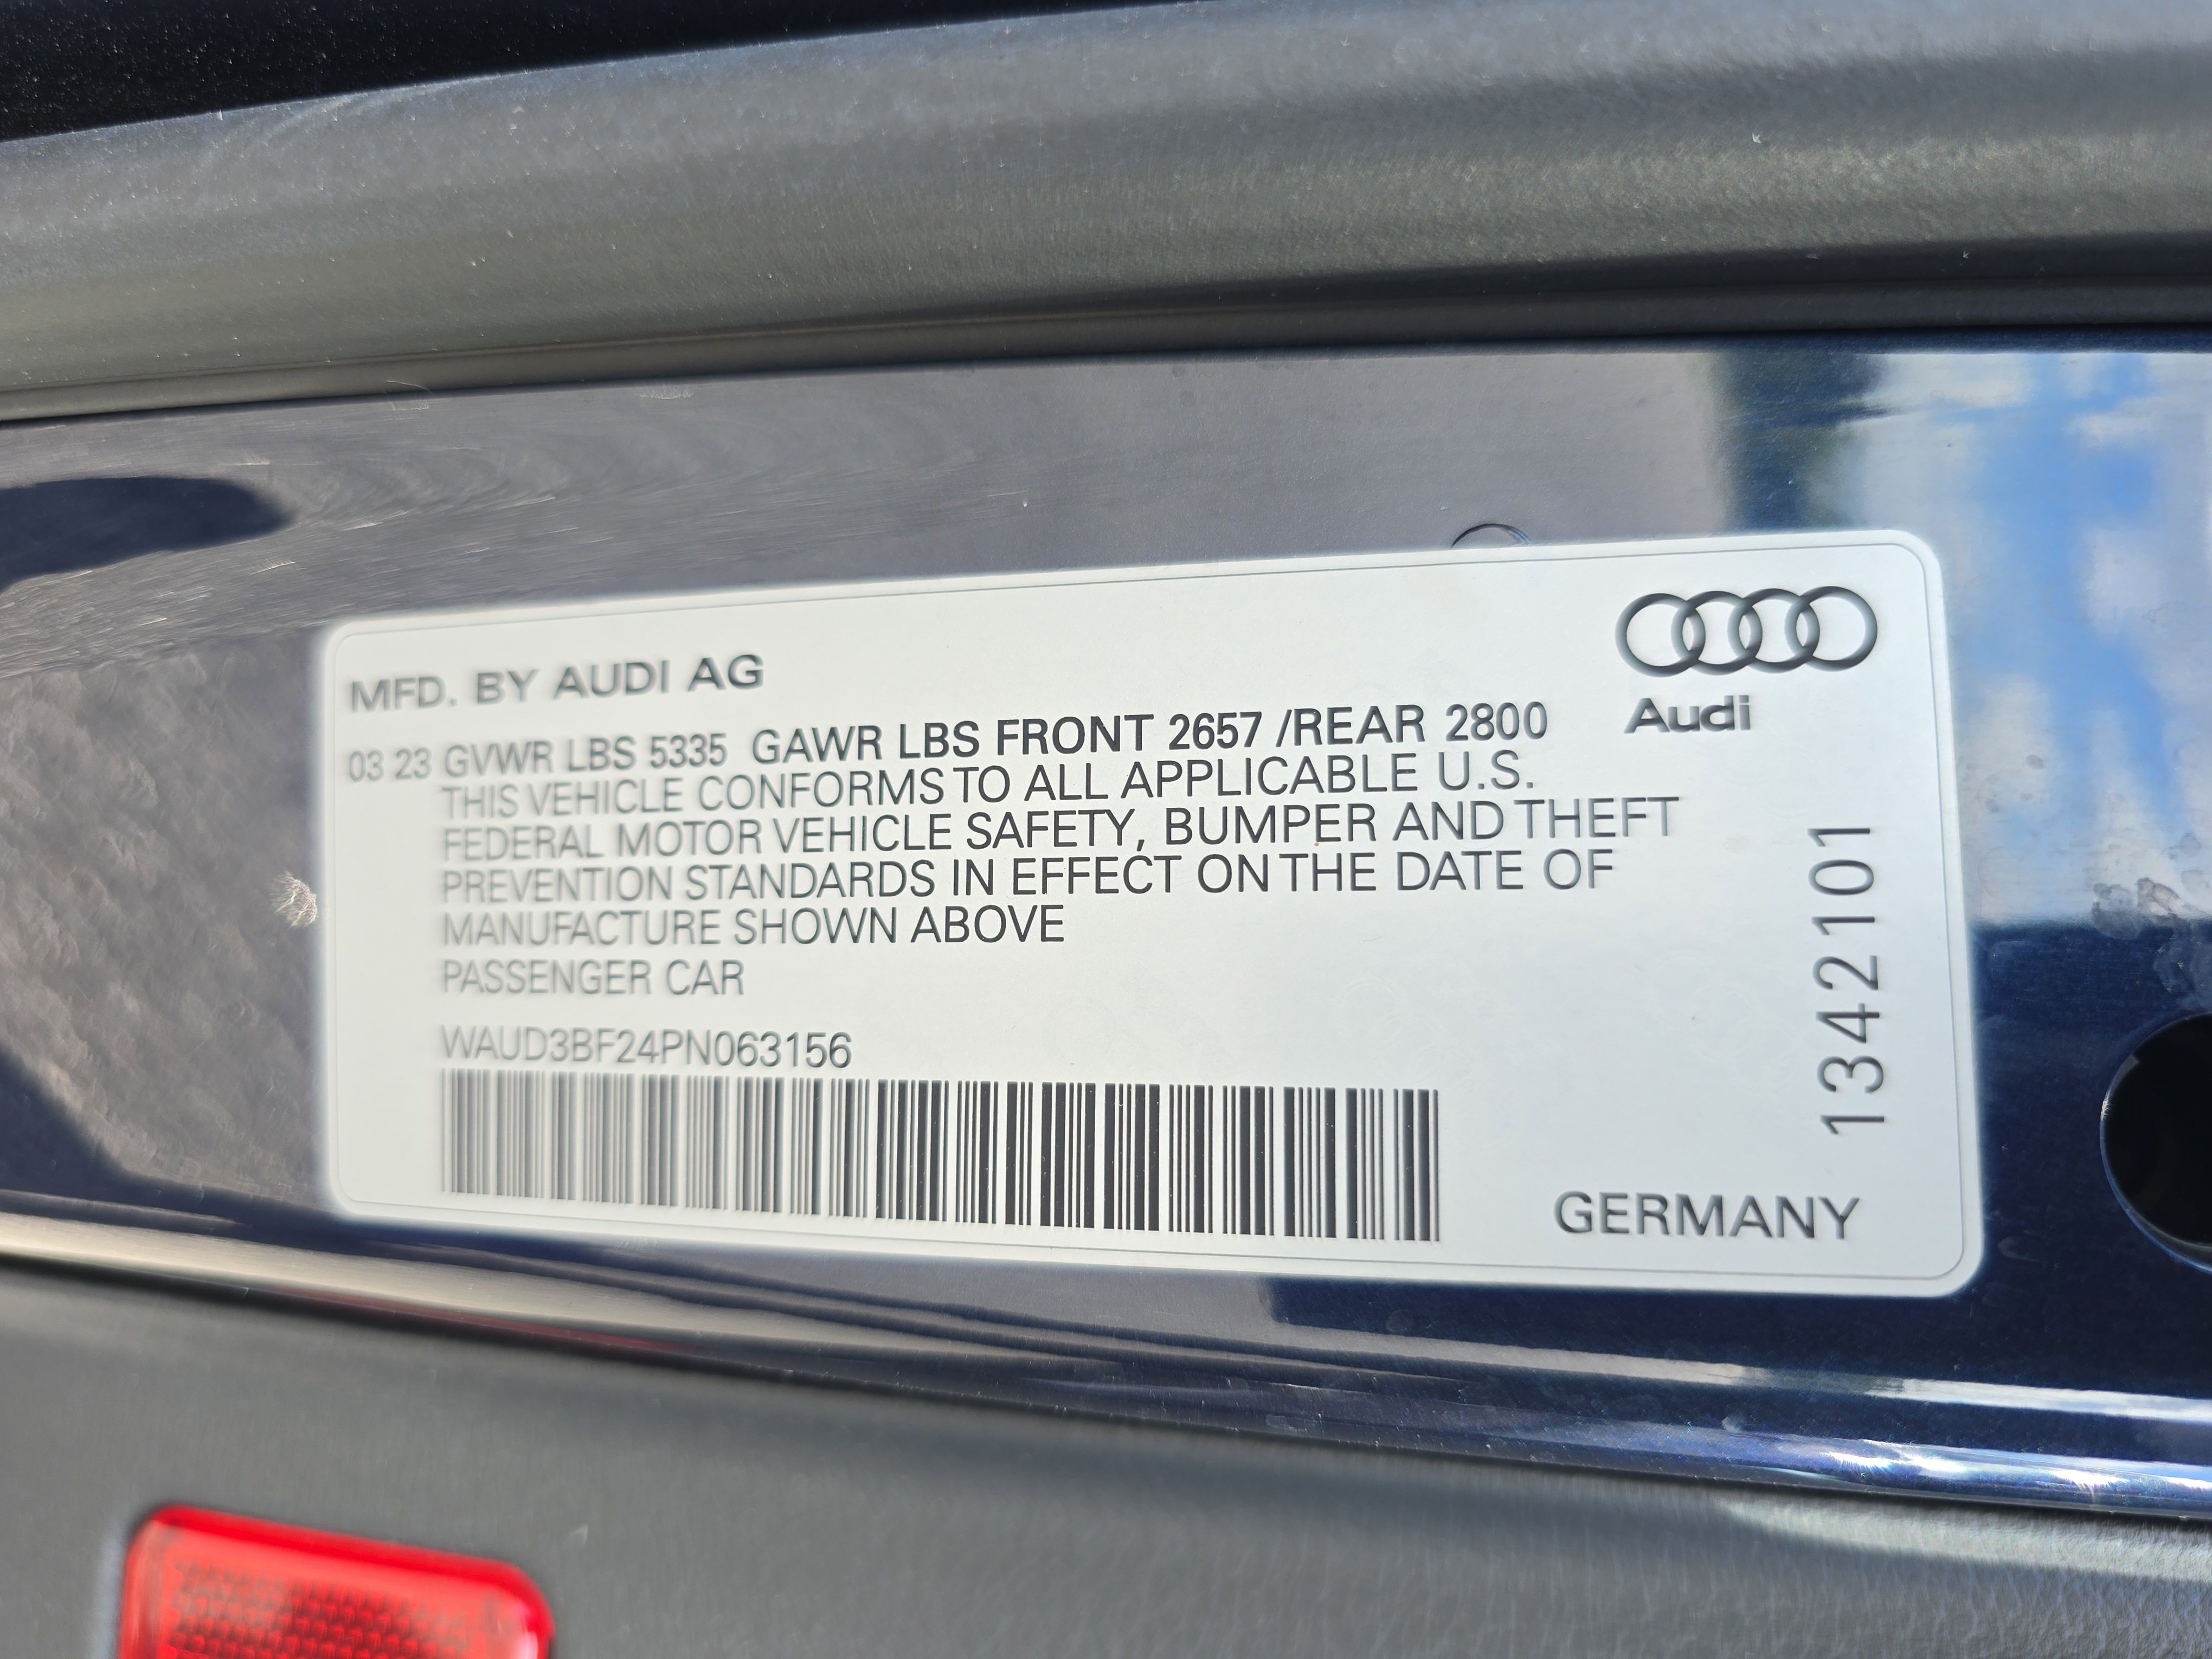 MFD. BY AUDI AG
03 23 GVWR LBS 5335 GAWR LBS FRONT 2657 /REAR 2800
THIS VEHICLE CONFORMS TO ALL APPLICABLE U.S.
FEDERAL MOTOR VEHICLE SAFETY, BUMPER AND THEFT
PREVENTION STANDARDS IN EFFECT ON THE DATE OF
MANUFACTURE SHOWN ABOVE
PASSENGER CAR
WAUD3BF24PN063156
Audi
1342101
GERMANY